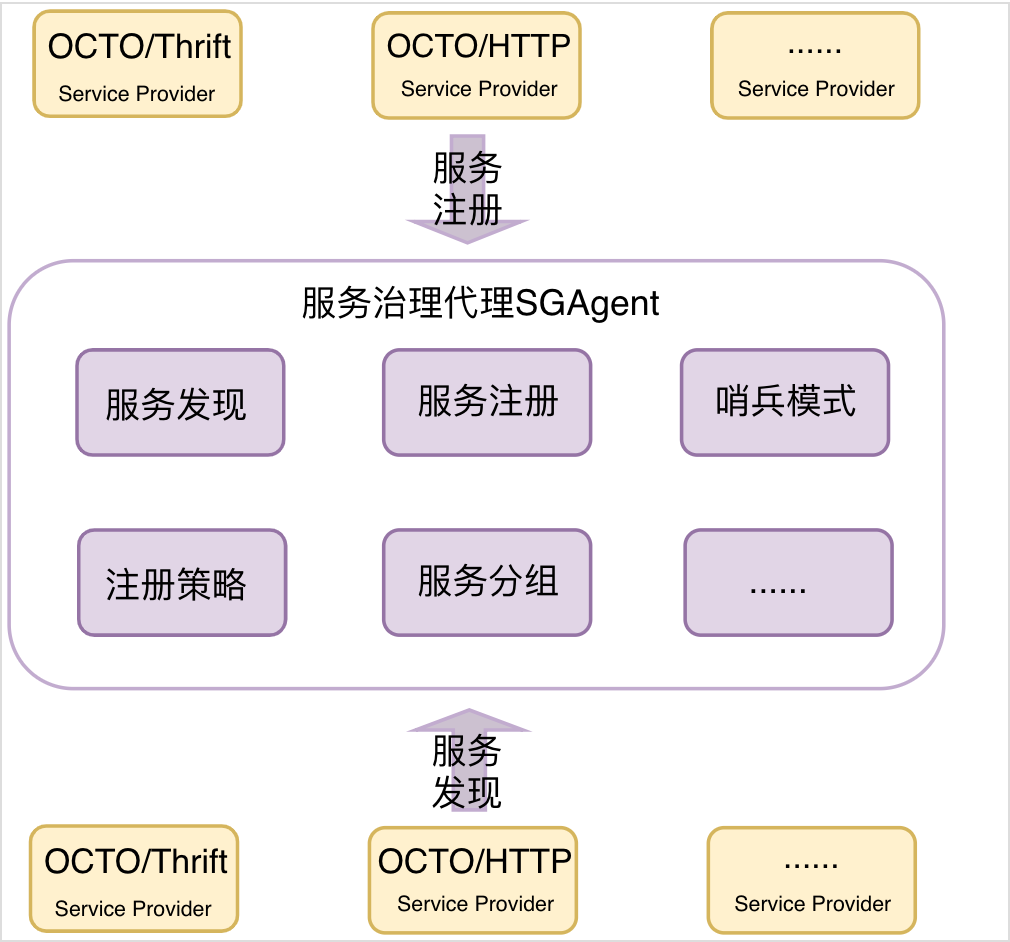 OCTO/Thrift
Service Provider
OCTO/HTTP
Service Provider
......
Service Provider
服务
注册
服务治理代理SGAgent
服务发现
服务注册
哨兵模式
注册策略
服务分组
......
服务
发现
OCTO/Thrift
Service Provider
OCTO/HTTP
Service Provider
......
Service Provider